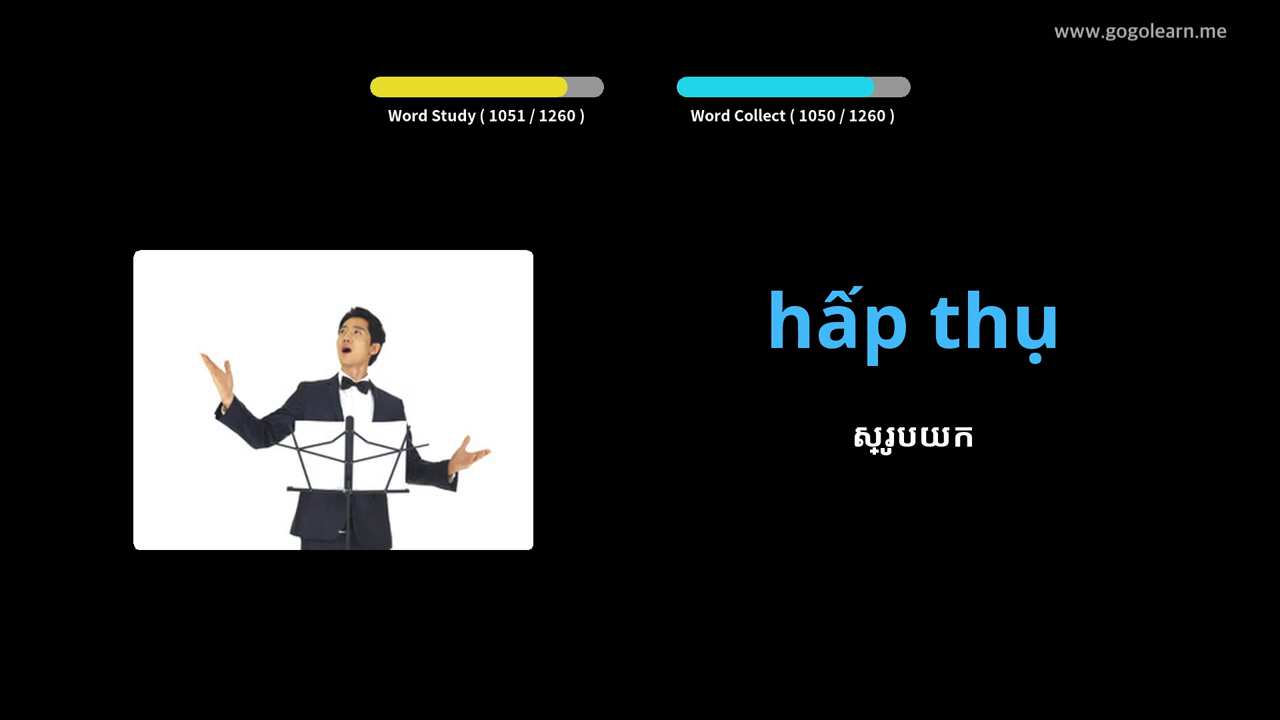 www.gogolearn.me
Word Study ( 1051 / 1260 )
Word Collect ( 1050 / 1260 )
hấp thụ
ស្រូបយក